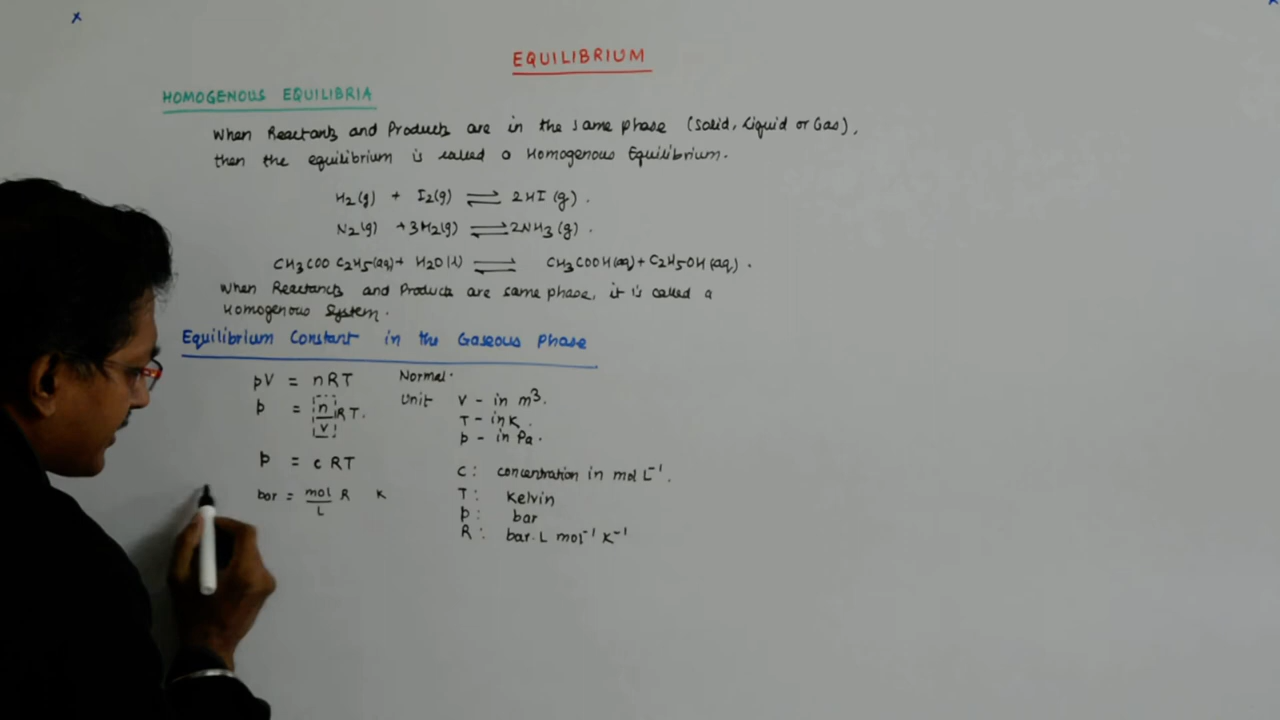 EQUILIBRIUM
HOMOGENOUS EQUILIBRIA
When Reactants and Products are in the same phase (Solid, Liquid or Gas),
then the equilibrium is called a Homogenous Equilibrium.
H2(g) + I2(g) ⇌ 2HI(g).
N2(g) + 3H2(g) ⇌ 2NH3(g).
CH3COOC2H5(aq) + H2O(l) ⇌ CH3COOH(aq) + C2H5OH(aq).
When Reactants and Products are same phase, it is called a
Homogenous System.
Equilibrium Constant in the Gaseous Phase
pV = nRT Normal.
p = n/V RT. Unit V - in m³.
T - in K.
p - in Pa.
p = c RT
C: concentration in mol L⁻¹.
bar = mol/L R K
T: Kelvin
p: bar
R: bar. L mol⁻¹ K⁻¹